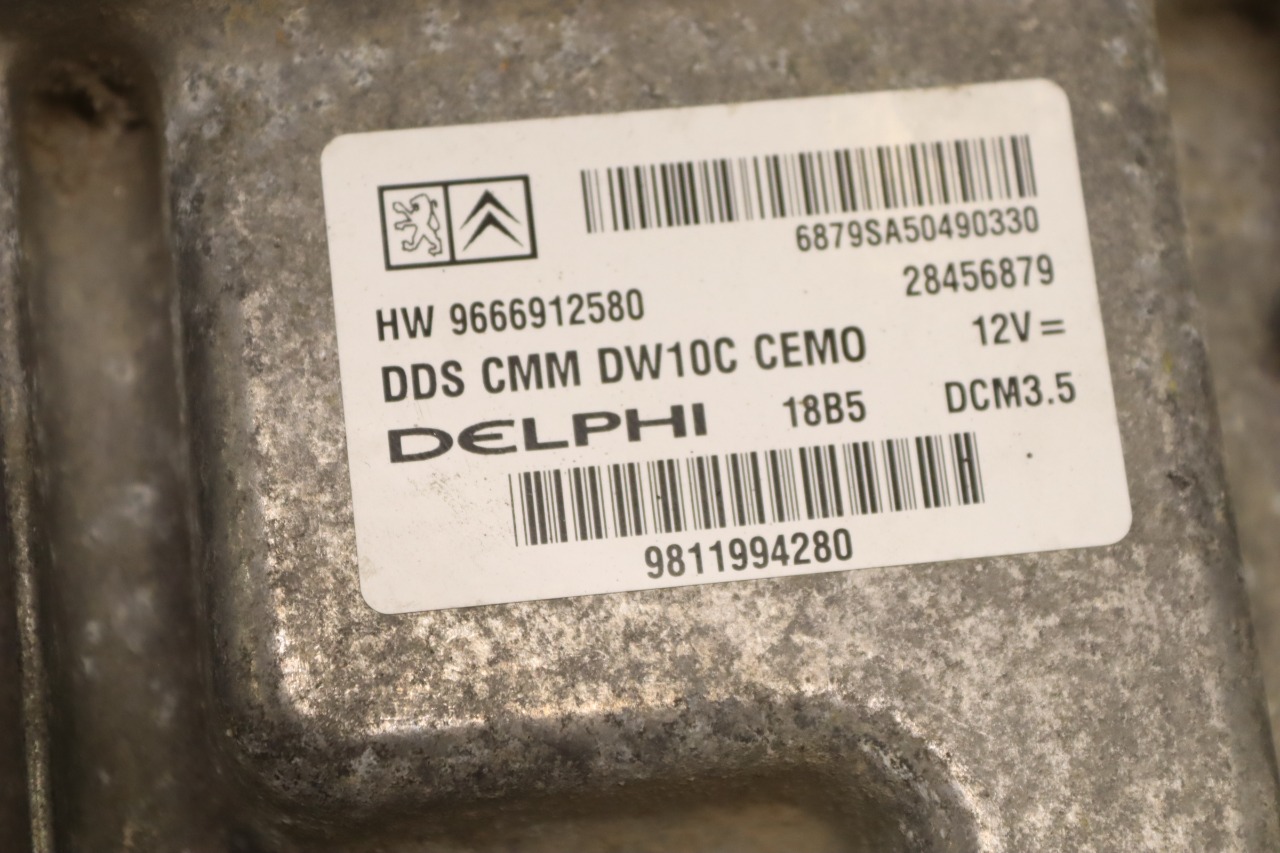 6879SA50490330
28456879
HW 9666912580
12V=
DDS CMM DW10C CEMO
DELPHI 18B5 DCM3.5
H
9811994280